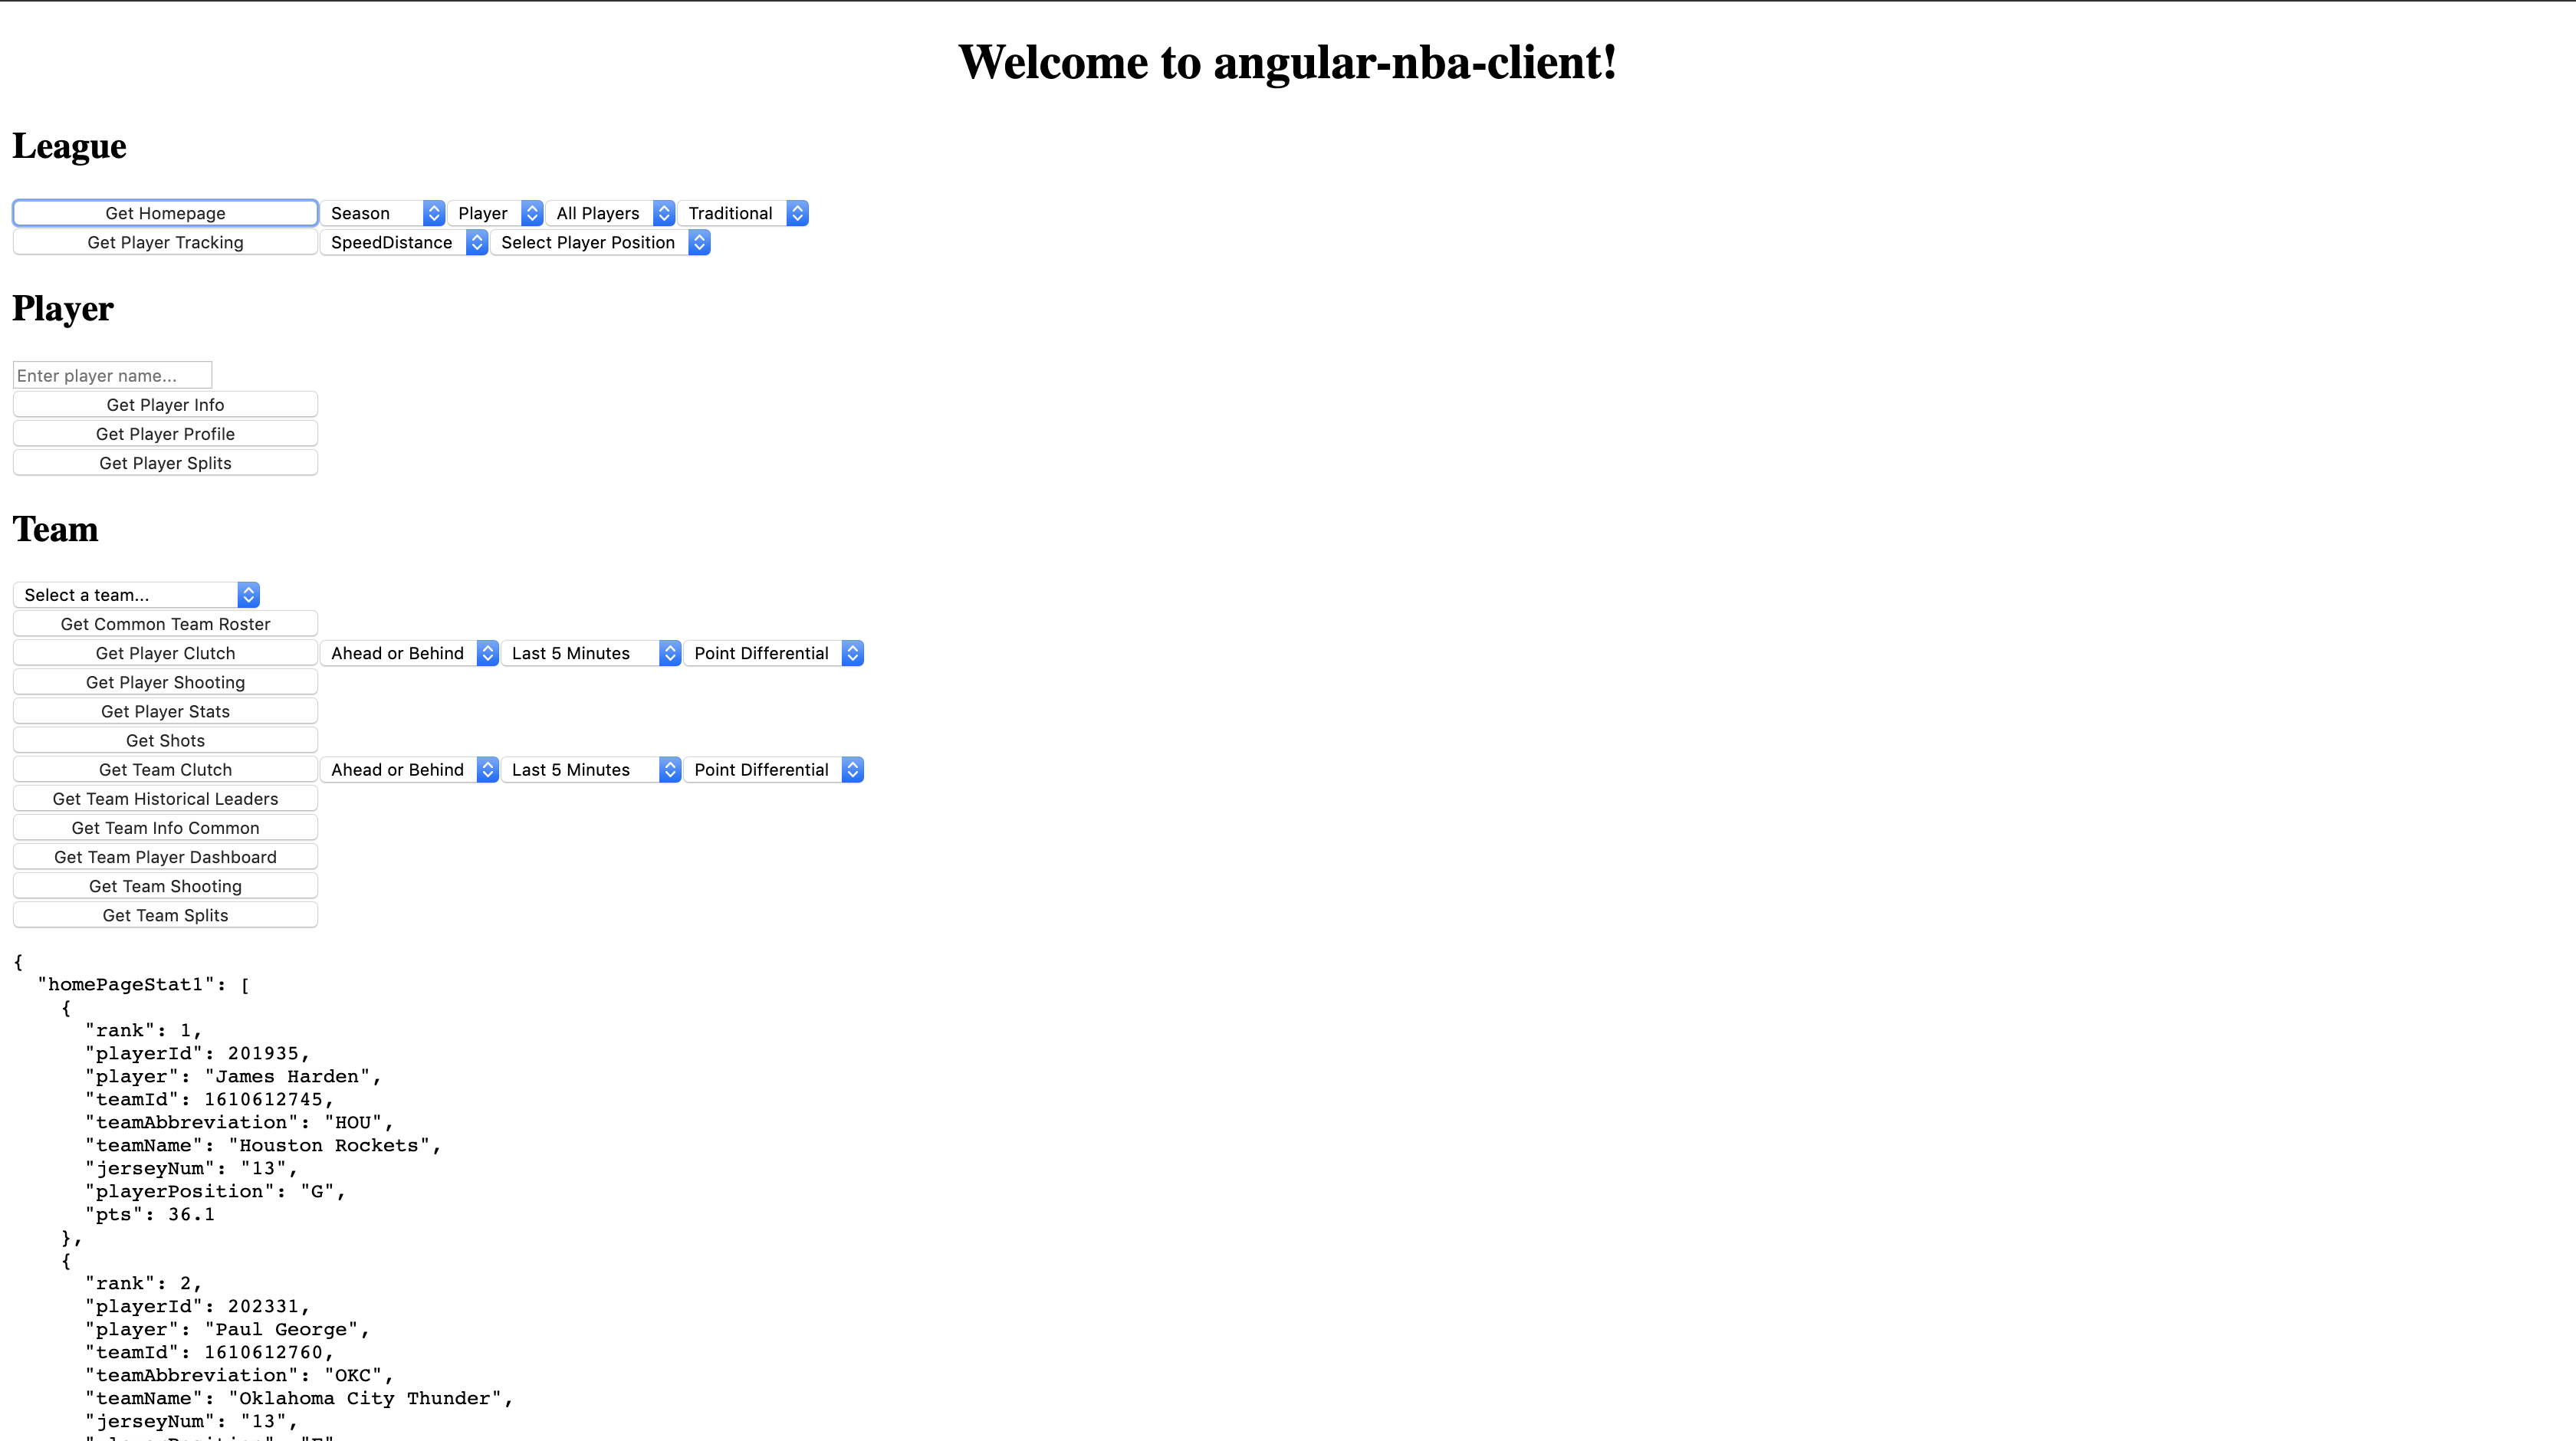 Welcome to angular-nba-client!
League
Get Homepage Season Player All Players Traditional
Get Player Tracking SpeedDistance Select Player Position
Player
Enter player name...
Get Player Info
Get Player Profile
Get Player Splits
Team
Select a team...
Get Common Team Roster
Get Player Clutch Ahead or Behind Last 5 Minutes Point Differential
Get Player Shooting
Get Player Stats
Get Shots
Get Team Clutch Ahead or Behind Last 5 Minutes Point Differential
Get Team Historical Leaders
Get Team Info Common
Get Team Player Dashboard
Get Team Shooting
Get Team Splits
{
"homePageStat1": [
{
"rank": 1,
"playerId": 201935,
"player": "James Harden",
"teamId": 1610612745,
"teamAbbreviation": "HOU",
"teamName": "Houston Rockets",
"jerseyNum": "13",
"playerPosition": "G",
"pts": 36.1
},
{
"rank": 2,
"playerId": 202331,
"player": "Paul George",
"teamId": 1610612760,
"teamAbbreviation": "OKC",
"teamName": "Oklahoma City Thunder",
"jerseyNum": "13",